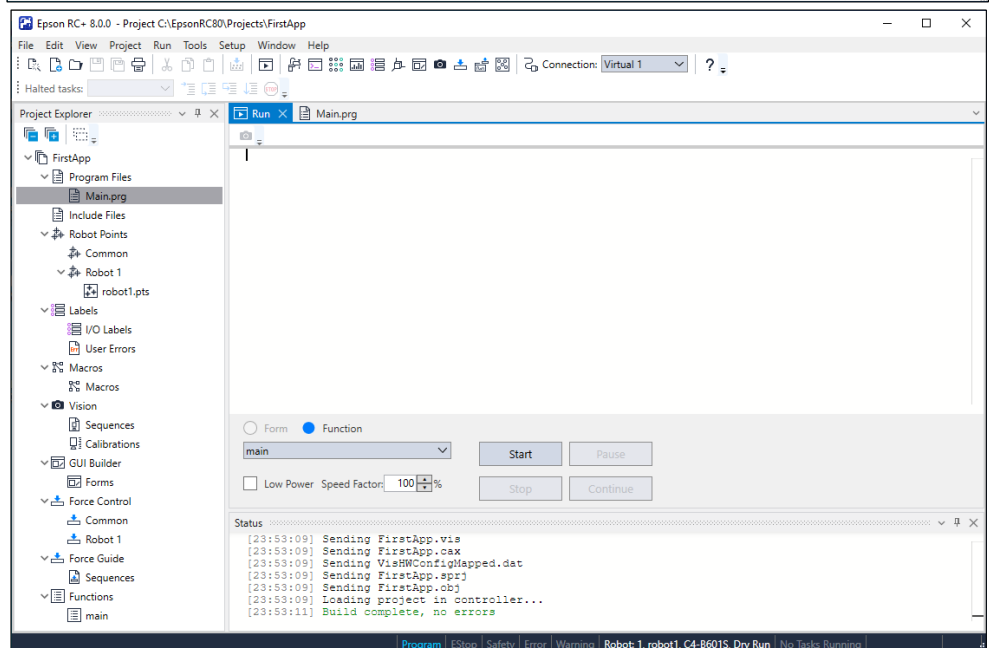 Epson RC+ 8.0.0 - Project C:\EpsonRC80\Projects\FirstApp
File Edit View Project Run Tools Setup Window Help
Connection: Virtual 1 ?
Halted tasks:
Project Explorer
Run Main.prg
FirstApp
Program Files
Main.prg
Include Files
Robot Points
Common
Robot 1
robot1.pts
Labels
I/O Labels
User Errors
Macros
Macros
Vision
Sequences
Calibrations
GUI Builder
Forms
Force Control
Common
Robot 1
Force Guide
Sequences
Functions
main
Form Function
main Start Pause
Low Power Speed Factor: 100 % Stop Continue
Status
[23:53:09] Sending FirstApp.vis
[23:53:09] Sending FirstApp.cax
[23:53:09] Sending VisHWConfigMapped.dat
[23:53:09] Sending FirstApp.sprj
[23:53:09] Sending FirstApp.obj
[23:53:09] Loading project in controller...
[23:53:11] Build complete, no errors
Program EStop Safety Error Warning Robot: 1, robot1, C4-B601S, Dry Run No Tasks Running